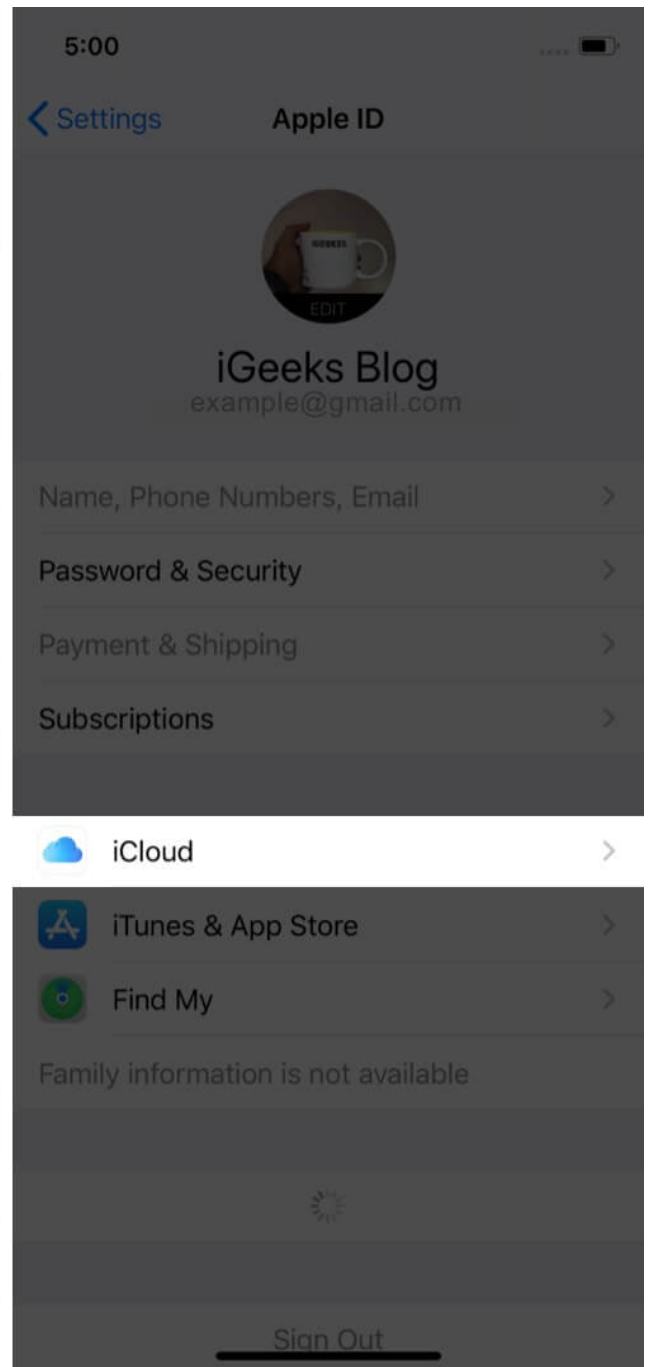 5:00
Settings
Apple ID
iGEEKS
EDIT
iGeeks Blog
example@gmail.com
Name, Phone Numbers, Email
Password & Security
Payment & Shipping
Subscriptions
iCloud
iTunes & App Store
Find My
Family information is not available
Sign Out